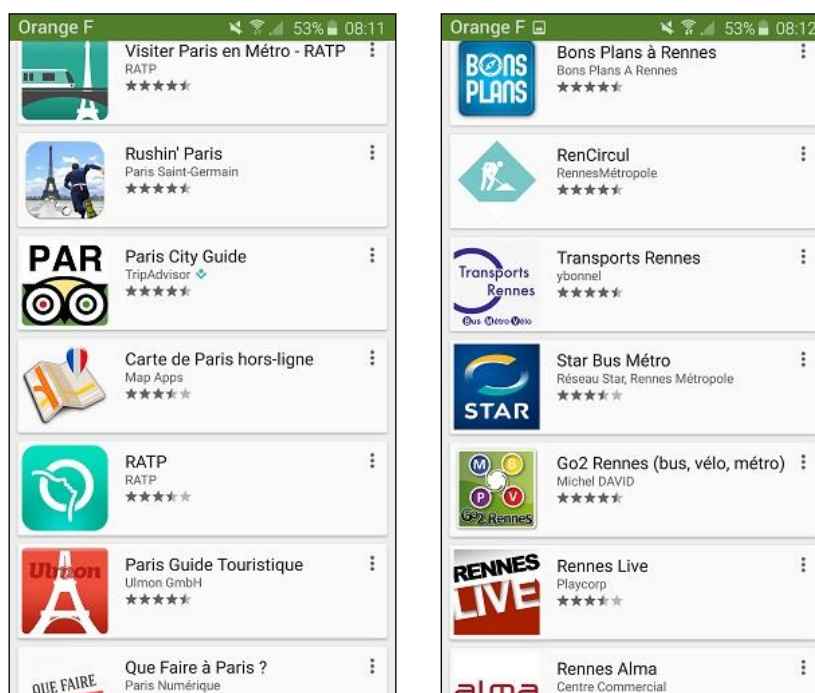 Orange F 53% 08:11
Visiter Paris en Métro - RATP
RATP
Rushin' Paris
Paris Saint-Germain
PAR
Paris City Guide
TripAdvisor
Carte de Paris hors-ligne
Map Apps
RATP
RATP
Ulmon
Paris Guide Touristique
Ulmon GmbH
QUE FAIRE
Que Faire à Paris ?
Paris Numérique
Orange F 53% 08:12
BONS
PLANS
Bons Plans à Rennes
Bons Plans A Rennes
RenCircul
RennesMétropole
Transports
Rennes
Bus Métro Vélo
Transports Rennes
ybonnel
STAR
Star Bus Métro
Réseau Star, Rennes Métropole
M B
P V
Go2 Rennes
Go2 Rennes (bus, vélo, métro)
Michel DAVID
RENNES
LIVE
Rennes Live
Playcorp
alma
Rennes Alma
Centre Commercial